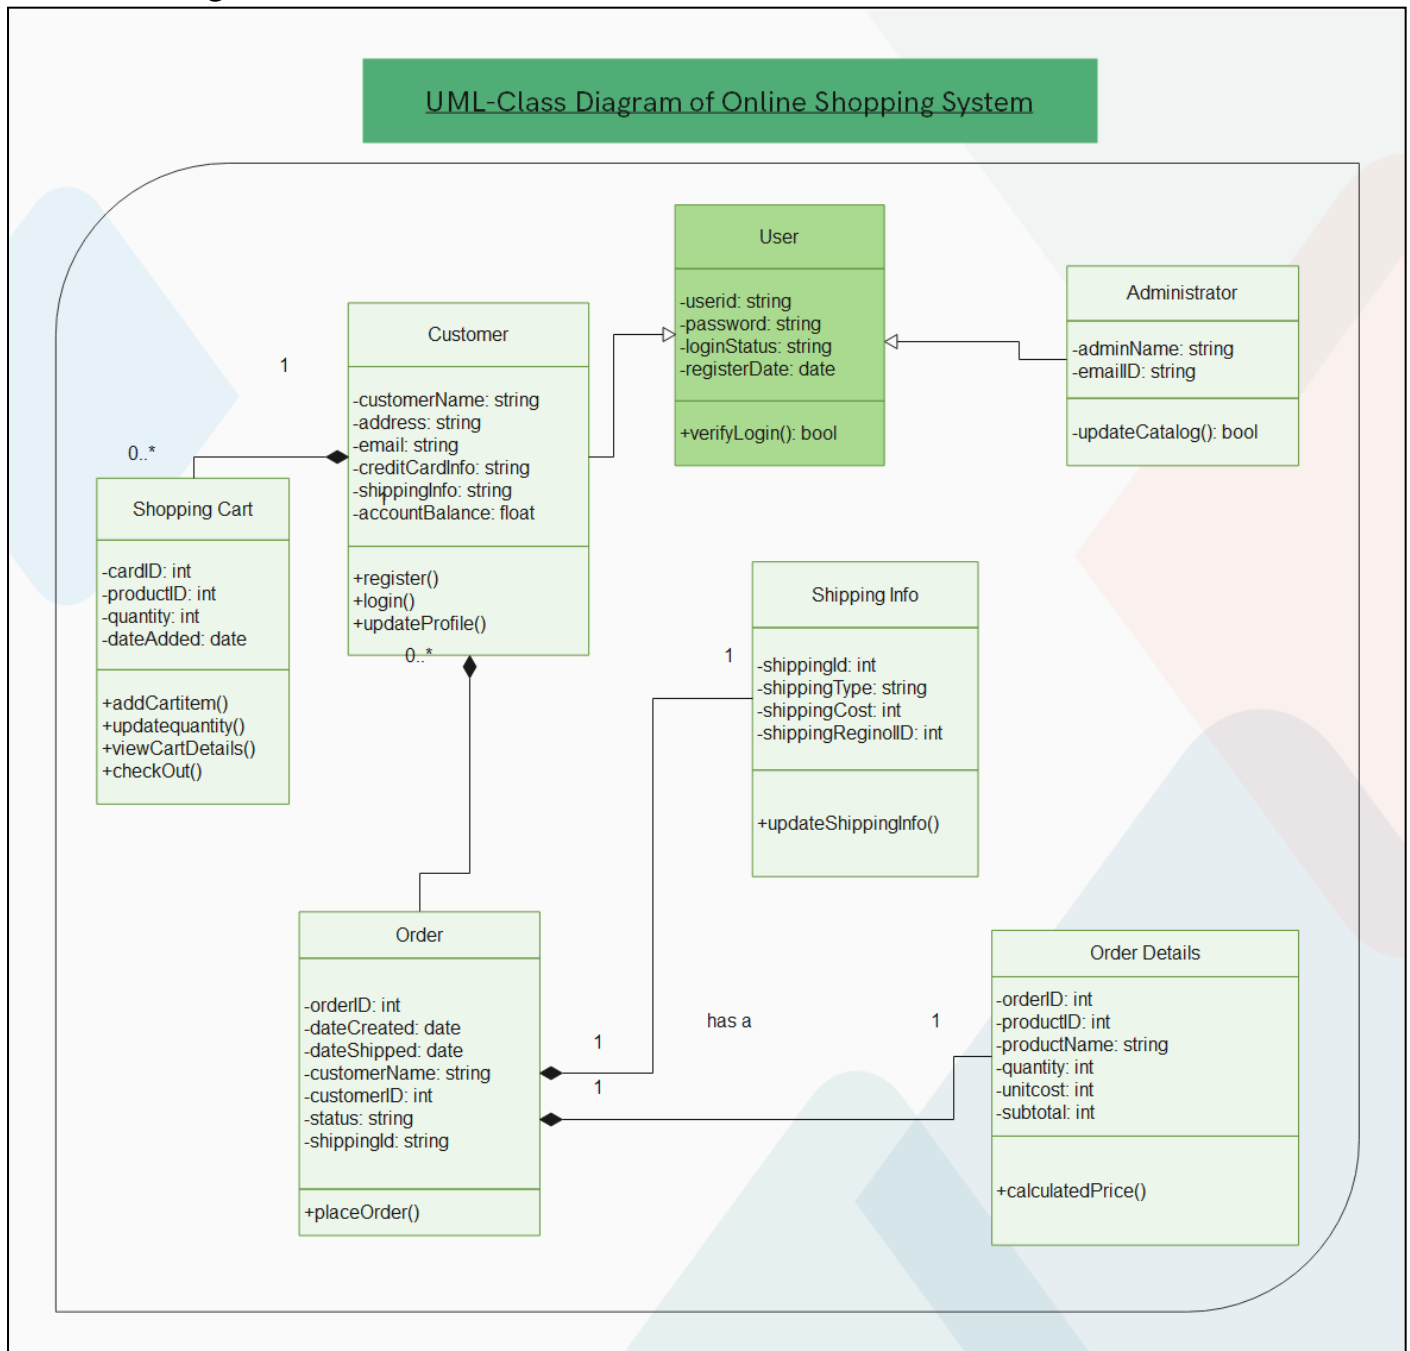 UML-Class Diagram of Online Shopping System
User
-userid: string
-password: string
-loginStatus: string
-registerDate: date
+verifyLogin(): bool
Administrator
-adminName: string
-emailID: string
-updateCatalog(): bool
Customer
-customerName: string
-address: string
-email: string
-creditCardInfo: string
-shippingInfo: string
1
-accountBalance: float
+register()
+login()
+updateProfile()
0..*
1
0..*
Shopping Cart
-cardID: int
-productID: int
-quantity: int
-dateAdded: date
+addCartitem()
+updatequantity()
+viewCartDetails()
+checkOut()
Shipping Info
1
-shippingId: int
-shippingType: string
-shippingCost: int
-shippingReginolID: int
+updateShippingInfo()
Order
-orderID: int
-dateCreated: date
-dateShipped: date
-customerName: string
-customerID: int
-status: string
-shippingId: string
+placeOrder()
1
1
has a
1
Order Details
-orderID: int
-productID: int
-productName: string
-quantity: int
-unitcost: int
-subtotal: int
+calculatedPrice()